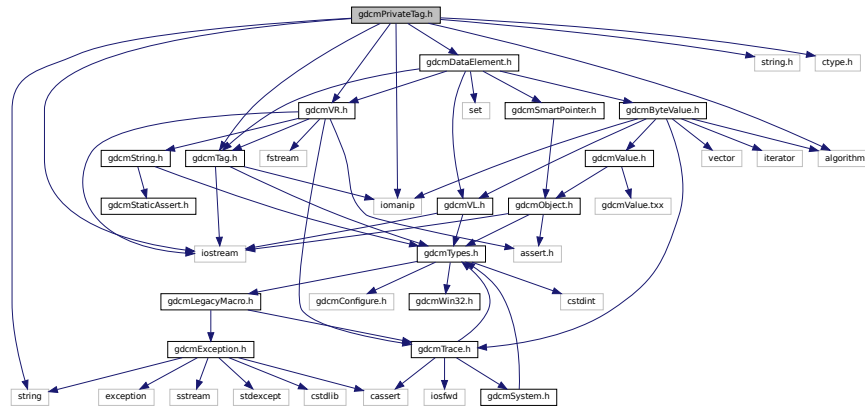 gdcmPrivateTag.h
gdcmDataElement.h
string.h
ctype.h
gdcmVR.h
set
gdcmSmartPointer.h
gdcmByteValue.h
gdcmString.h
gdcmTag.h
fstream
gdcmValue.h
vector
iterator
algorithm
gdcmStaticAssert.h
iomanip
gdcmVL.h
gdcmObject.h
gdcmValue.txx
iostream
gdcmTypes.h
assert.h
gdcmLegacyMacro.h
gdcmConfigure.h
gdcmWin32.h
cstdint
gdcmException.h
gdcmTrace.h
string
exception
sstream
stdexcept
cstdlib
cassert
iosfwd
gdcmSystem.h